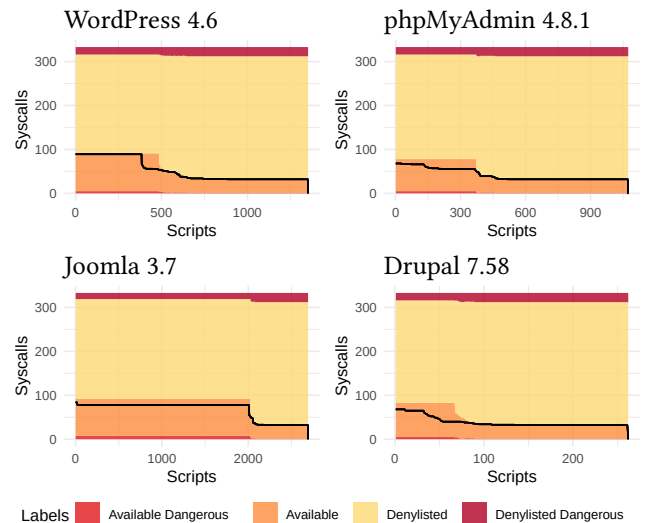 WordPress 4.6
phpMyAdmin 4.8.1
300
200
100
0
Syscalls
0
500
1000
Scripts
300
200
100
0
Syscalls
0
300
600
900
Scripts
Joomla 3.7
Drupal 7.58
300
200
100
0
Syscalls
0
1000
2000
Scripts
300
200
100
0
Syscalls
0
100
200
Scripts
Labels Available Dangerous Available Denylisted Denylisted Dangerous